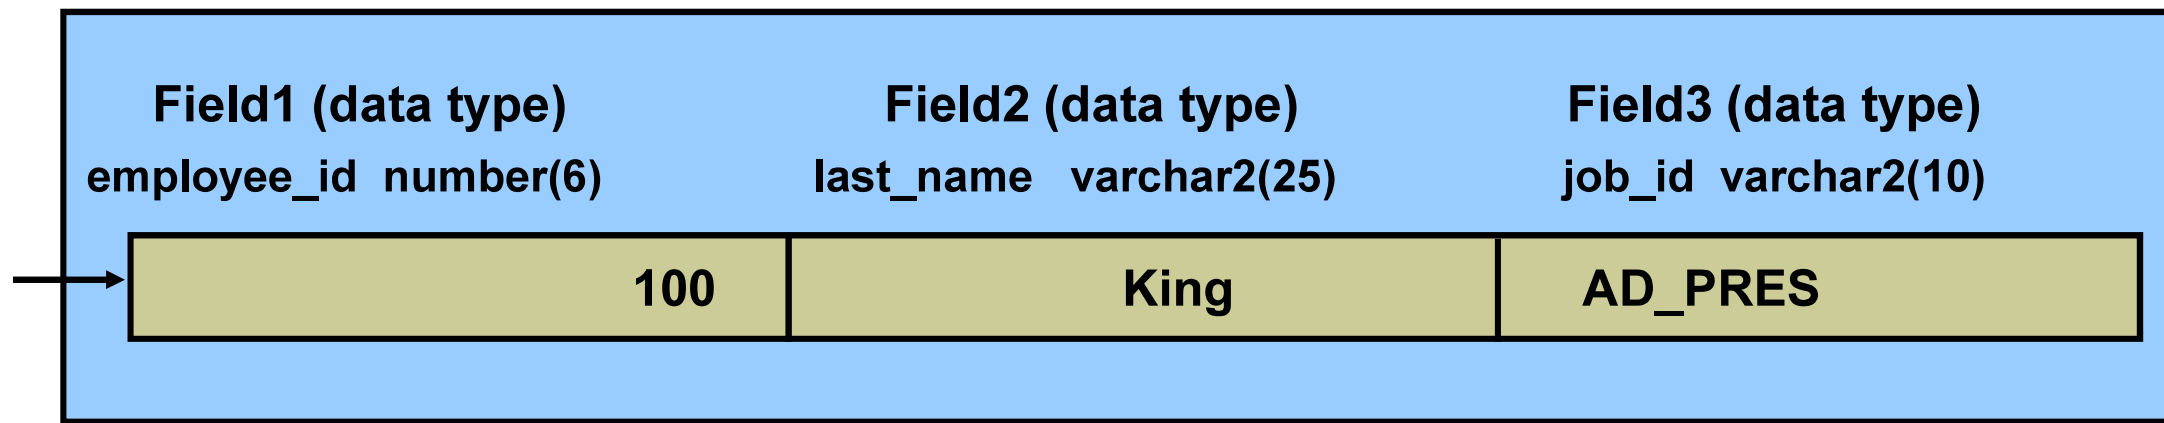 Field1 (data type) Field2 (data type) Field3 (data type)
employee_id number(6) last_name varchar2(25) job_id varchar2(10)
100 King AD_PRES